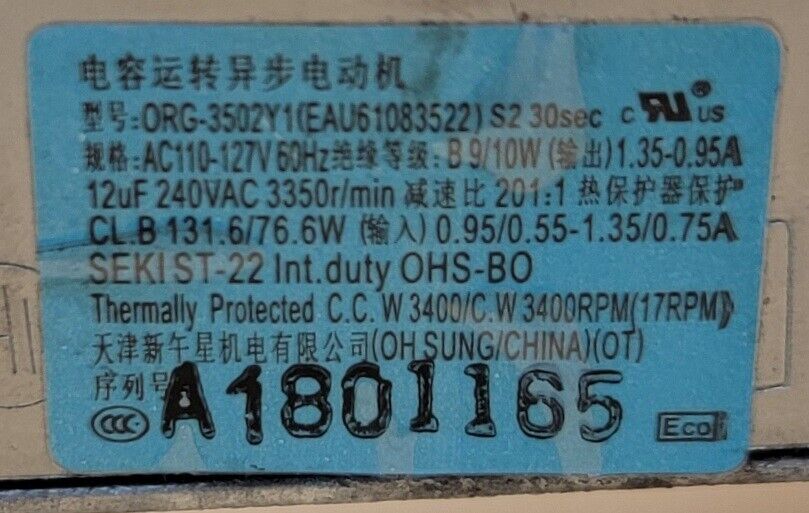 电容运转异步电动机
型号:ORG-3502Y1(EAU61083522) S2 30sec c RU® US
规格:AC110-127V 60Hz 绝缘等级: B 9/10W (输出)1.35-0.95A
12uF 240VAC 3350r/min 减速比 201:1 热保护器保护
CL.B 131.6/76.6W (输入) 0.95/0.55-1.35/0.75A
SEKI ST-22 Int.duty OHS-BO
Thermally Protected C.C.W 3400/C.W 3400RPM(17RPM)
天津新午星机电有限公司(OH SUNG/CHINA)(OT)
序列号 A1801165
CCC Eco